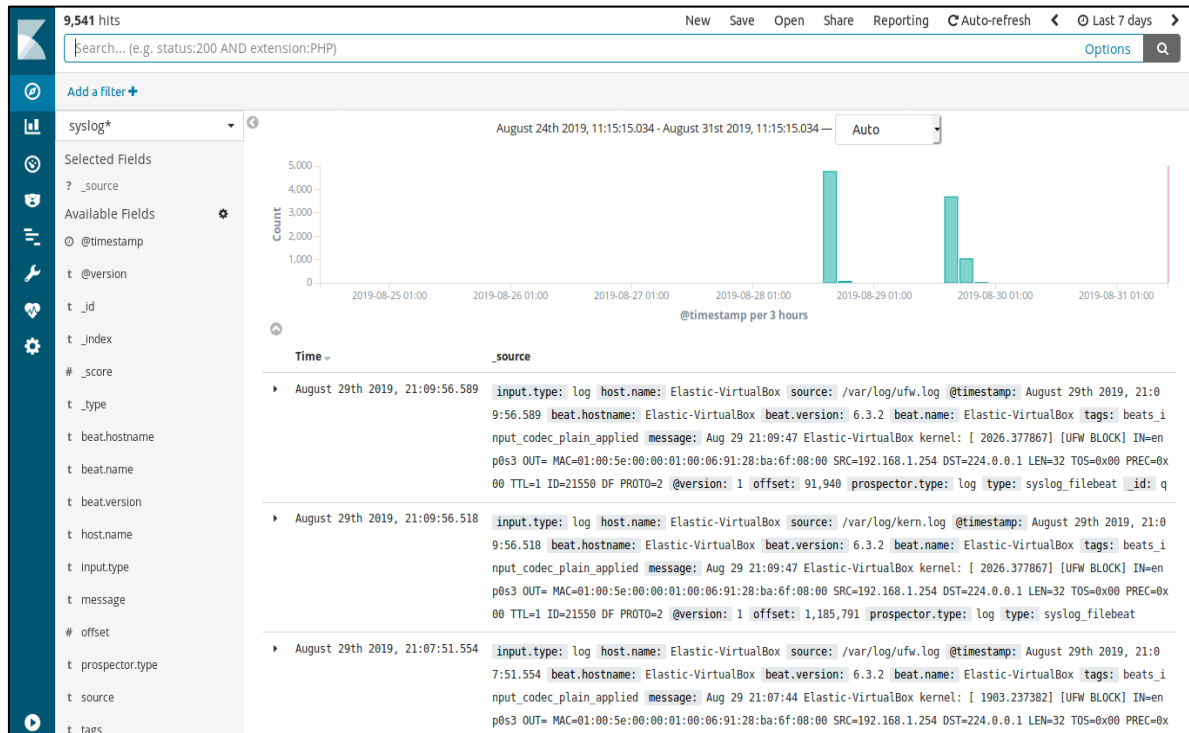 9,541 hits New Save Open Share Reporting Auto-refresh Last 7 days
Search... (e.g. status:200 AND extension:PHP) Options
Add a filter
syslog*
August 24th 2019, 11:15:15.034 - August 31st 2019, 11:15:15.034 — Auto
Selected Fields
? _source
Available Fields
@timestamp
t @version
t _id
t _index
# _score
t _type
t beat.hostname
t beat.name
t beat.version
t host.name
t input.type
t message
# offset
t prospector.type
t source
t tags
5,000
4,000
3,000
2,000
1,000
0
Count
2019-08-25 01:00 2019-08-26 01:00 2019-08-27 01:00 2019-08-28 01:00 2019-08-29 01:00 2019-08-30 01:00 2019-08-31 01:00
@timestamp per 3 hours
Time _source
August 29th 2019, 21:09:56.589 input.type: log host.name: Elastic-VirtualBox source: /var/log/ufw.log @timestamp: August 29th 2019, 21:0
9:56.589 beat.hostname: Elastic-VirtualBox beat.version: 6.3.2 beat.name: Elastic-VirtualBox tags: beats_i
nput_codec_plain_applied message: Aug 29 21:09:47 Elastic-VirtualBox kernel: [ 2026.377867] [UFW BLOCK] IN=en
p0s3 OUT= MAC=01:00:5e:00:00:01:00:06:91:28:ba:6f:08:00 SRC=192.168.1.254 DST=224.0.0.1 LEN=32 TOS=0x00 PREC=0x
00 TTL=1 ID=21550 DF PROTO=2 @version: 1 offset: 91,940 prospector.type: log type: syslog_filebeat _id: q
August 29th 2019, 21:09:56.518 input.type: log host.name: Elastic-VirtualBox source: /var/log/kern.log @timestamp: August 29th 2019, 21:0
9:56.518 beat.hostname: Elastic-VirtualBox beat.version: 6.3.2 beat.name: Elastic-VirtualBox tags: beats_i
nput_codec_plain_applied message: Aug 29 21:09:47 Elastic-VirtualBox kernel: [ 2026.377867] [UFW BLOCK] IN=en
p0s3 OUT= MAC=01:00:5e:00:00:01:00:06:91:28:ba:6f:08:00 SRC=192.168.1.254 DST=224.0.0.1 LEN=32 TOS=0x00 PREC=0x
00 TTL=1 ID=21550 DF PROTO=2 @version: 1 offset: 1,185,791 prospector.type: log type: syslog_filebeat
August 29th 2019, 21:07:51.554 input.type: log host.name: Elastic-VirtualBox source: /var/log/ufw.log @timestamp: August 29th 2019, 21:0
7:51.554 beat.hostname: Elastic-VirtualBox beat.version: 6.3.2 beat.name: Elastic-VirtualBox tags: beats_i
nput_codec_plain_applied message: Aug 29 21:07:44 Elastic-VirtualBox kernel: [ 1903.237382] [UFW BLOCK] IN=en
p0s3 OUT= MAC=01:00:5e:00:00:01:00:06:91:28:ba:6f:08:00 SRC=192.168.1.254 DST=224.0.0.1 LEN=32 TOS=0x00 PREC=0x